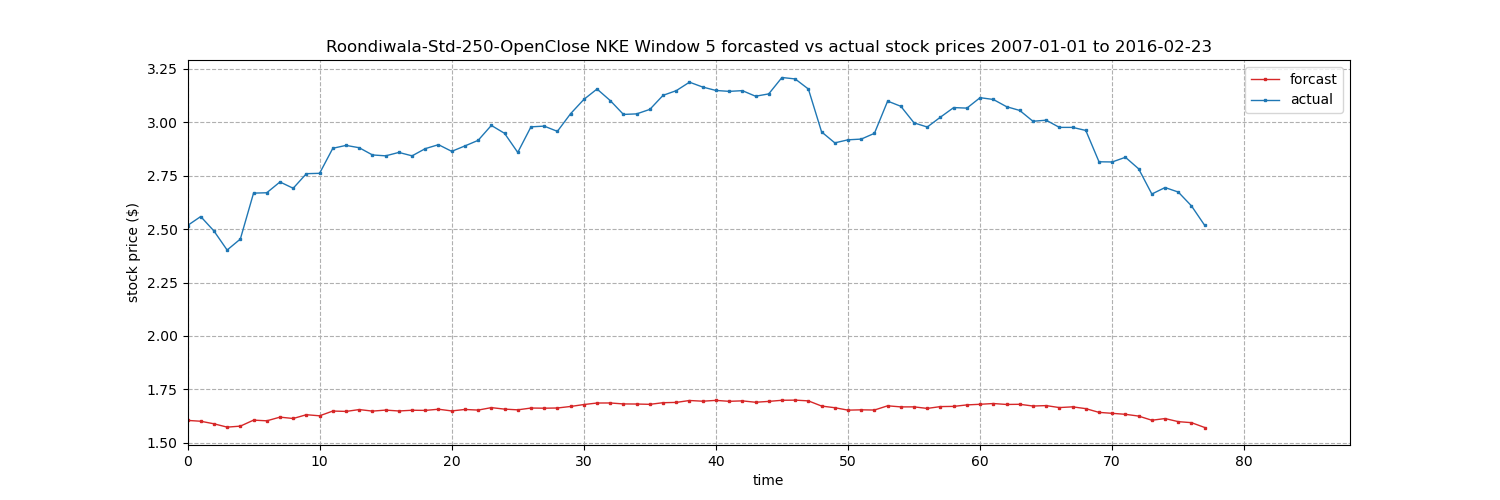 Roondiwala-Std-250-OpenClose NKE Window 5 forcasted vs actual stock prices 2007-01-01 to 2016-02-23
forcast
actual
stock price ($)
3.25
3.00
2.75
2.50
2.25
2.00
1.75
1.50
0 10 20 30 40 50 60 70 80
time